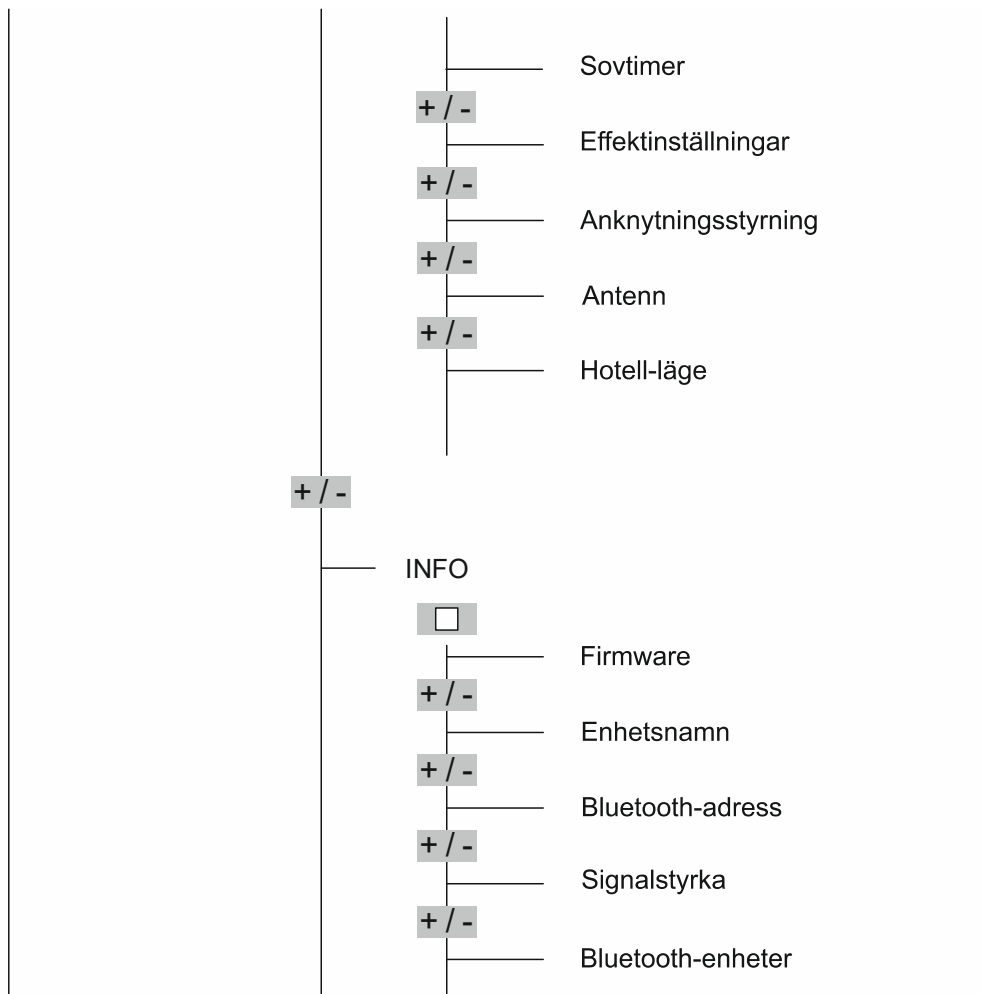 Sovtimer
+ / -
Effektinställningar
+ / -
Anknytningsstyrning
+ / -
Antenn
+ / -
Hotell-läge
+ / -
INFO
Firmware
+ / -
Enhetsnamn
+ / -
Bluetooth-adress
+ / -
Signalstyrka
+ / -
Bluetooth-enheter